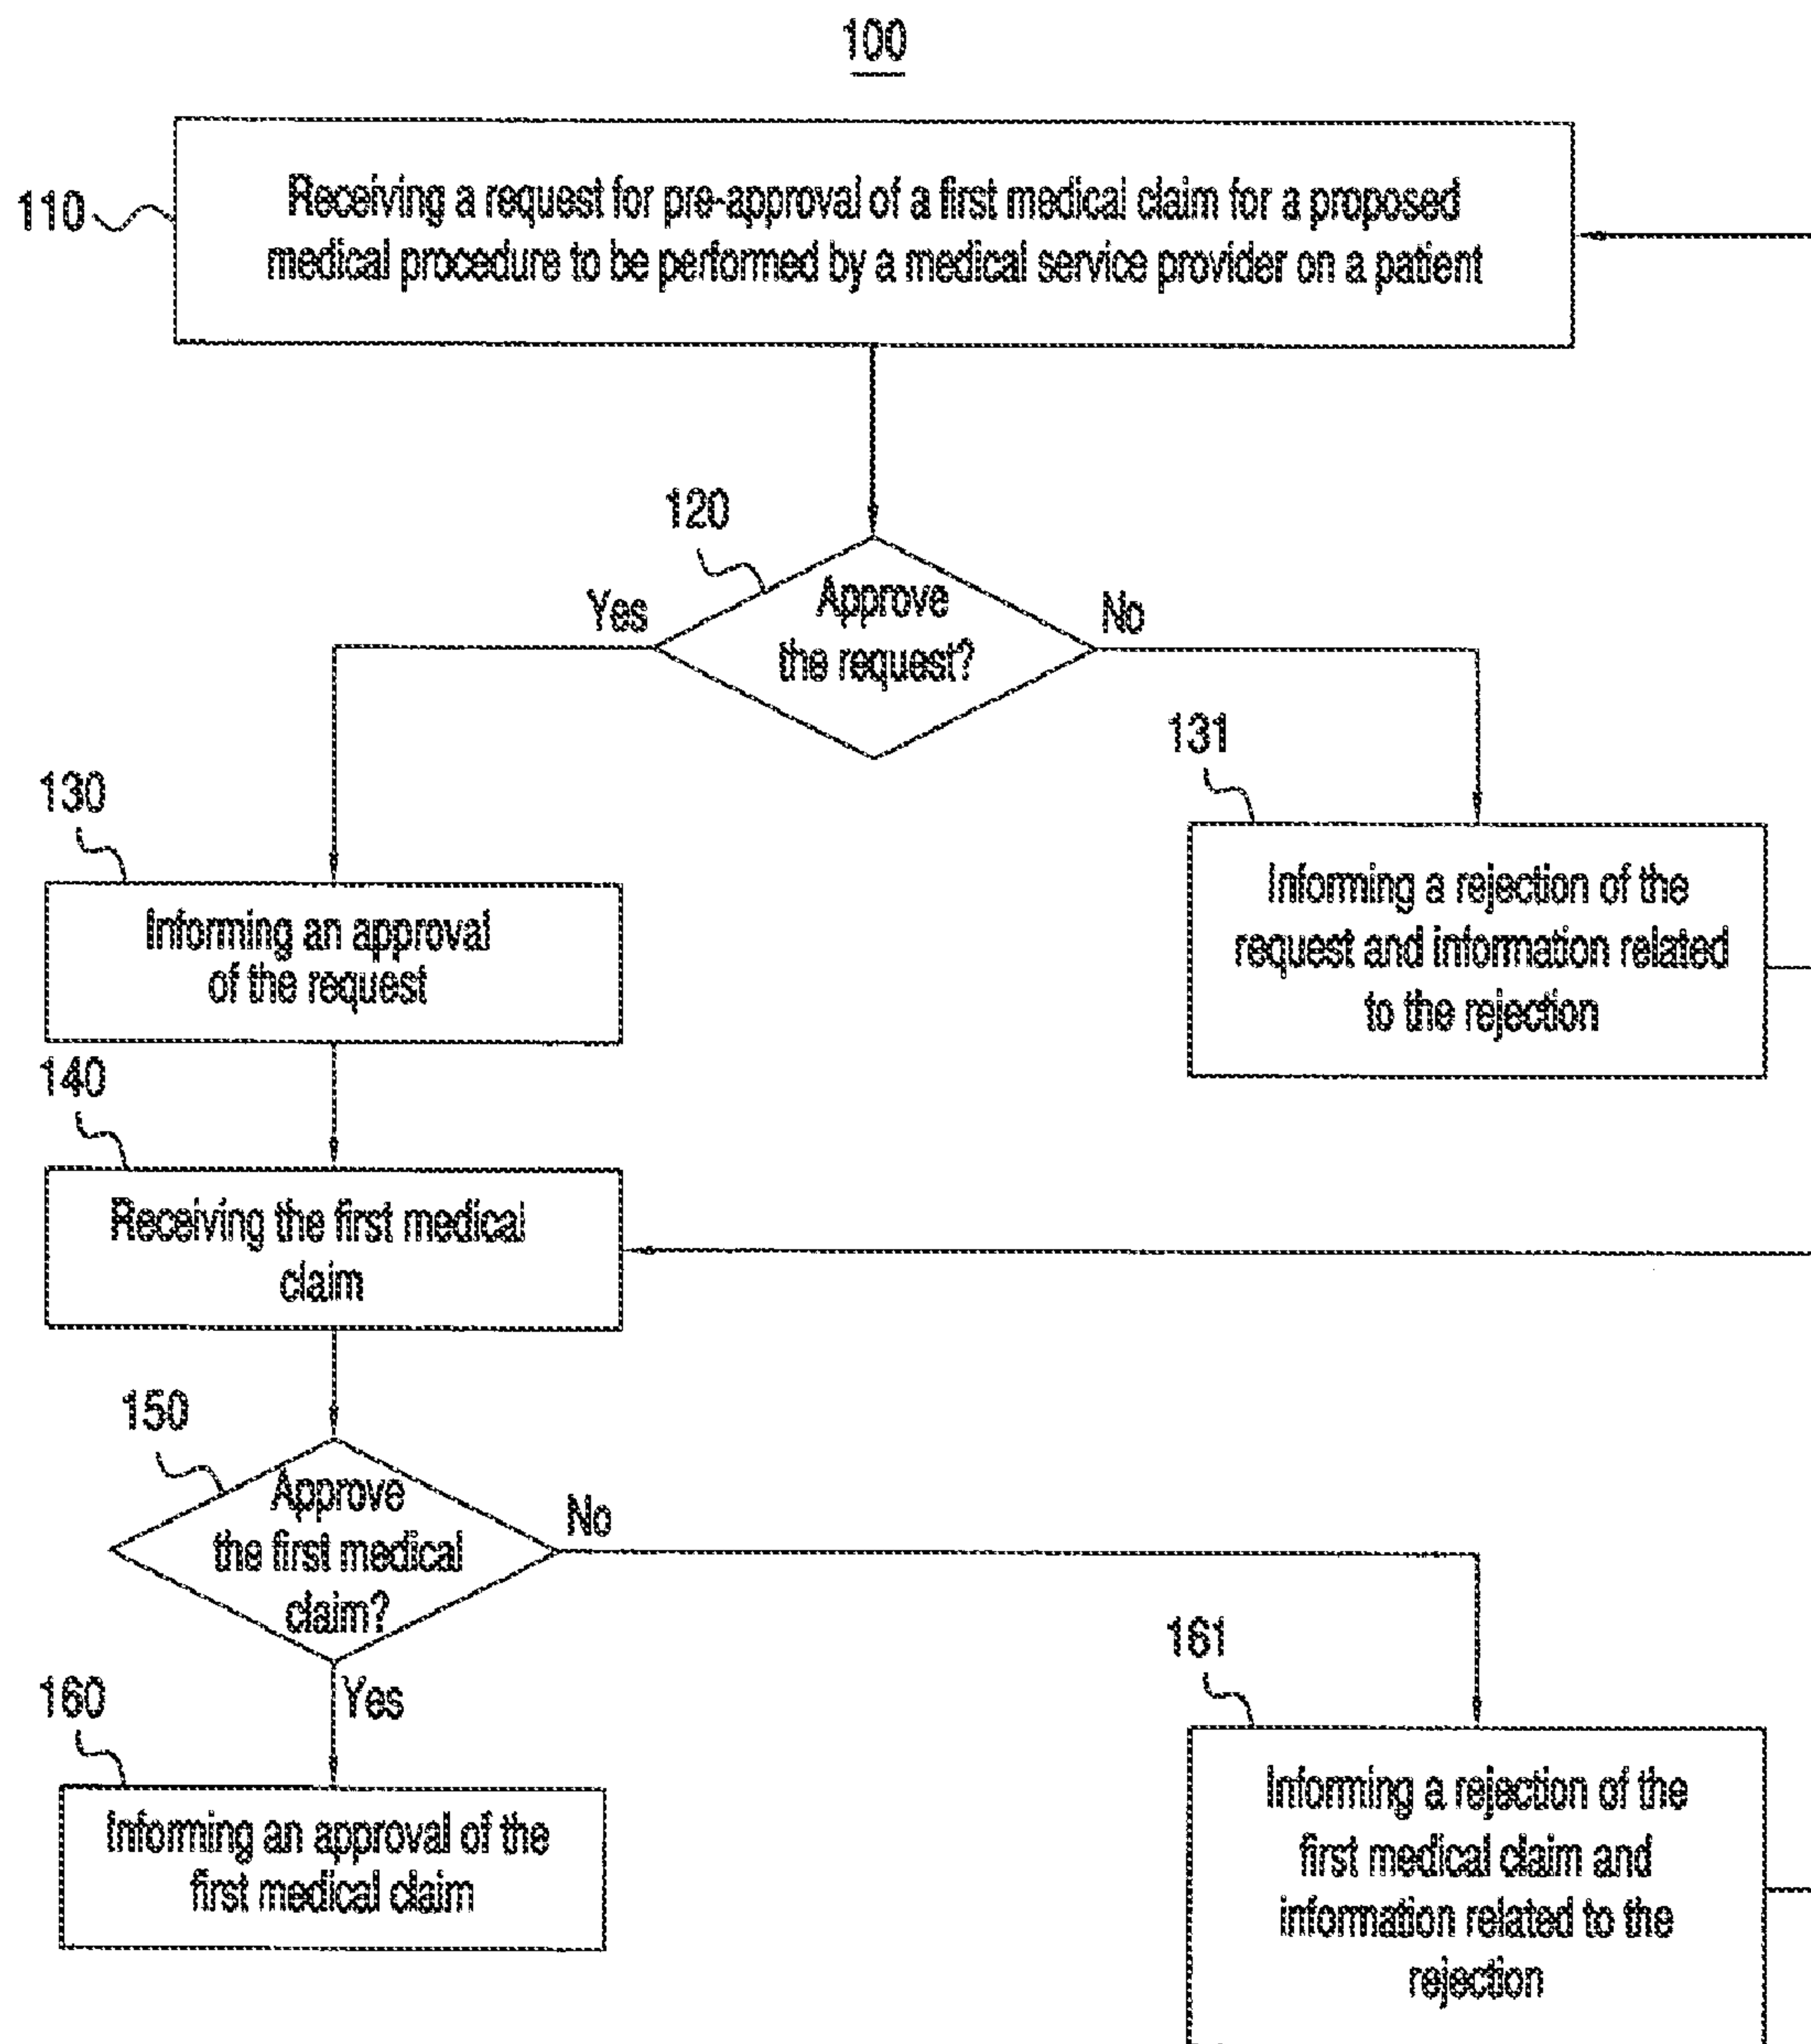 100
110
Receiving a request for pre-approval of a first medical claim for a proposed
medical procedure to be performed by a medical service provider on a patient
120
Approve
the request?
Yes
No
131
Informing a rejection of the
request and information related
to the rejection
130
Informing an approval
of the request
140
Receiving the first medical
claim
150
Approve
the first medical
claim?
No
Yes
160
Informing an approval of the
first medical claim
161
Informing a rejection of the
first medical claim and
information related to the
rejection